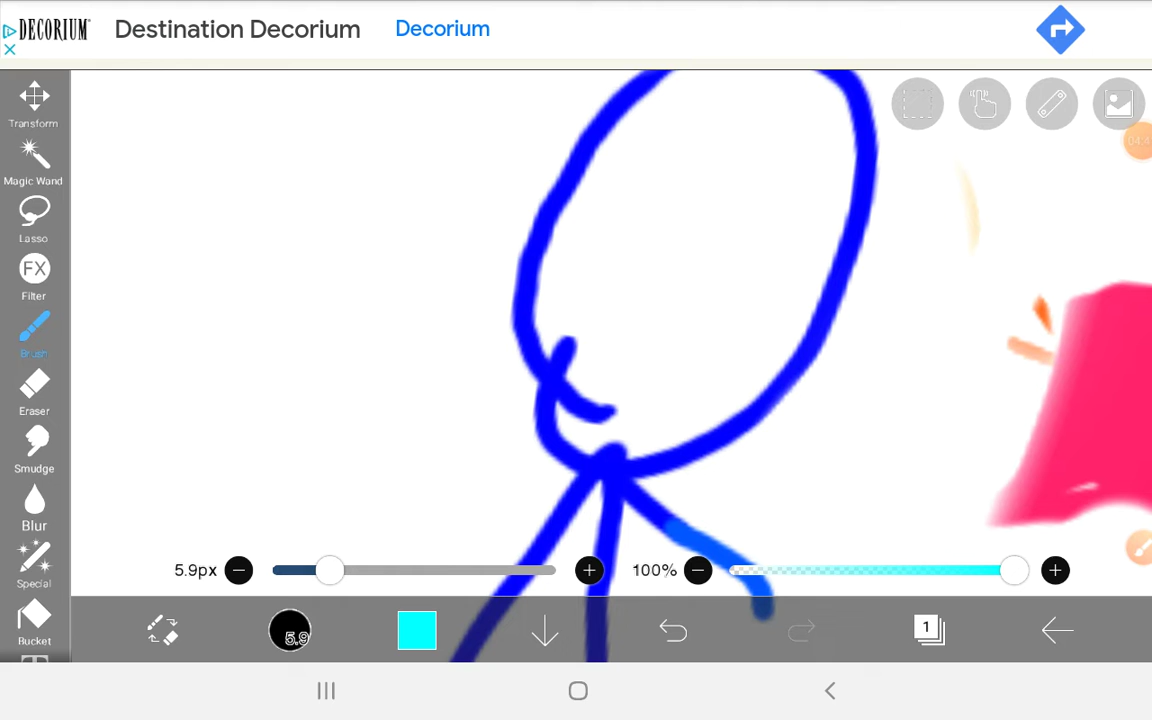 DECORIUM
Destination Decorium
Decorium
Transform
Magic Wand
Lasso
FX
Filter
Brush
Eraser
Smudge
Blur
Special
Bucket
5.9px
100%
5.9
1